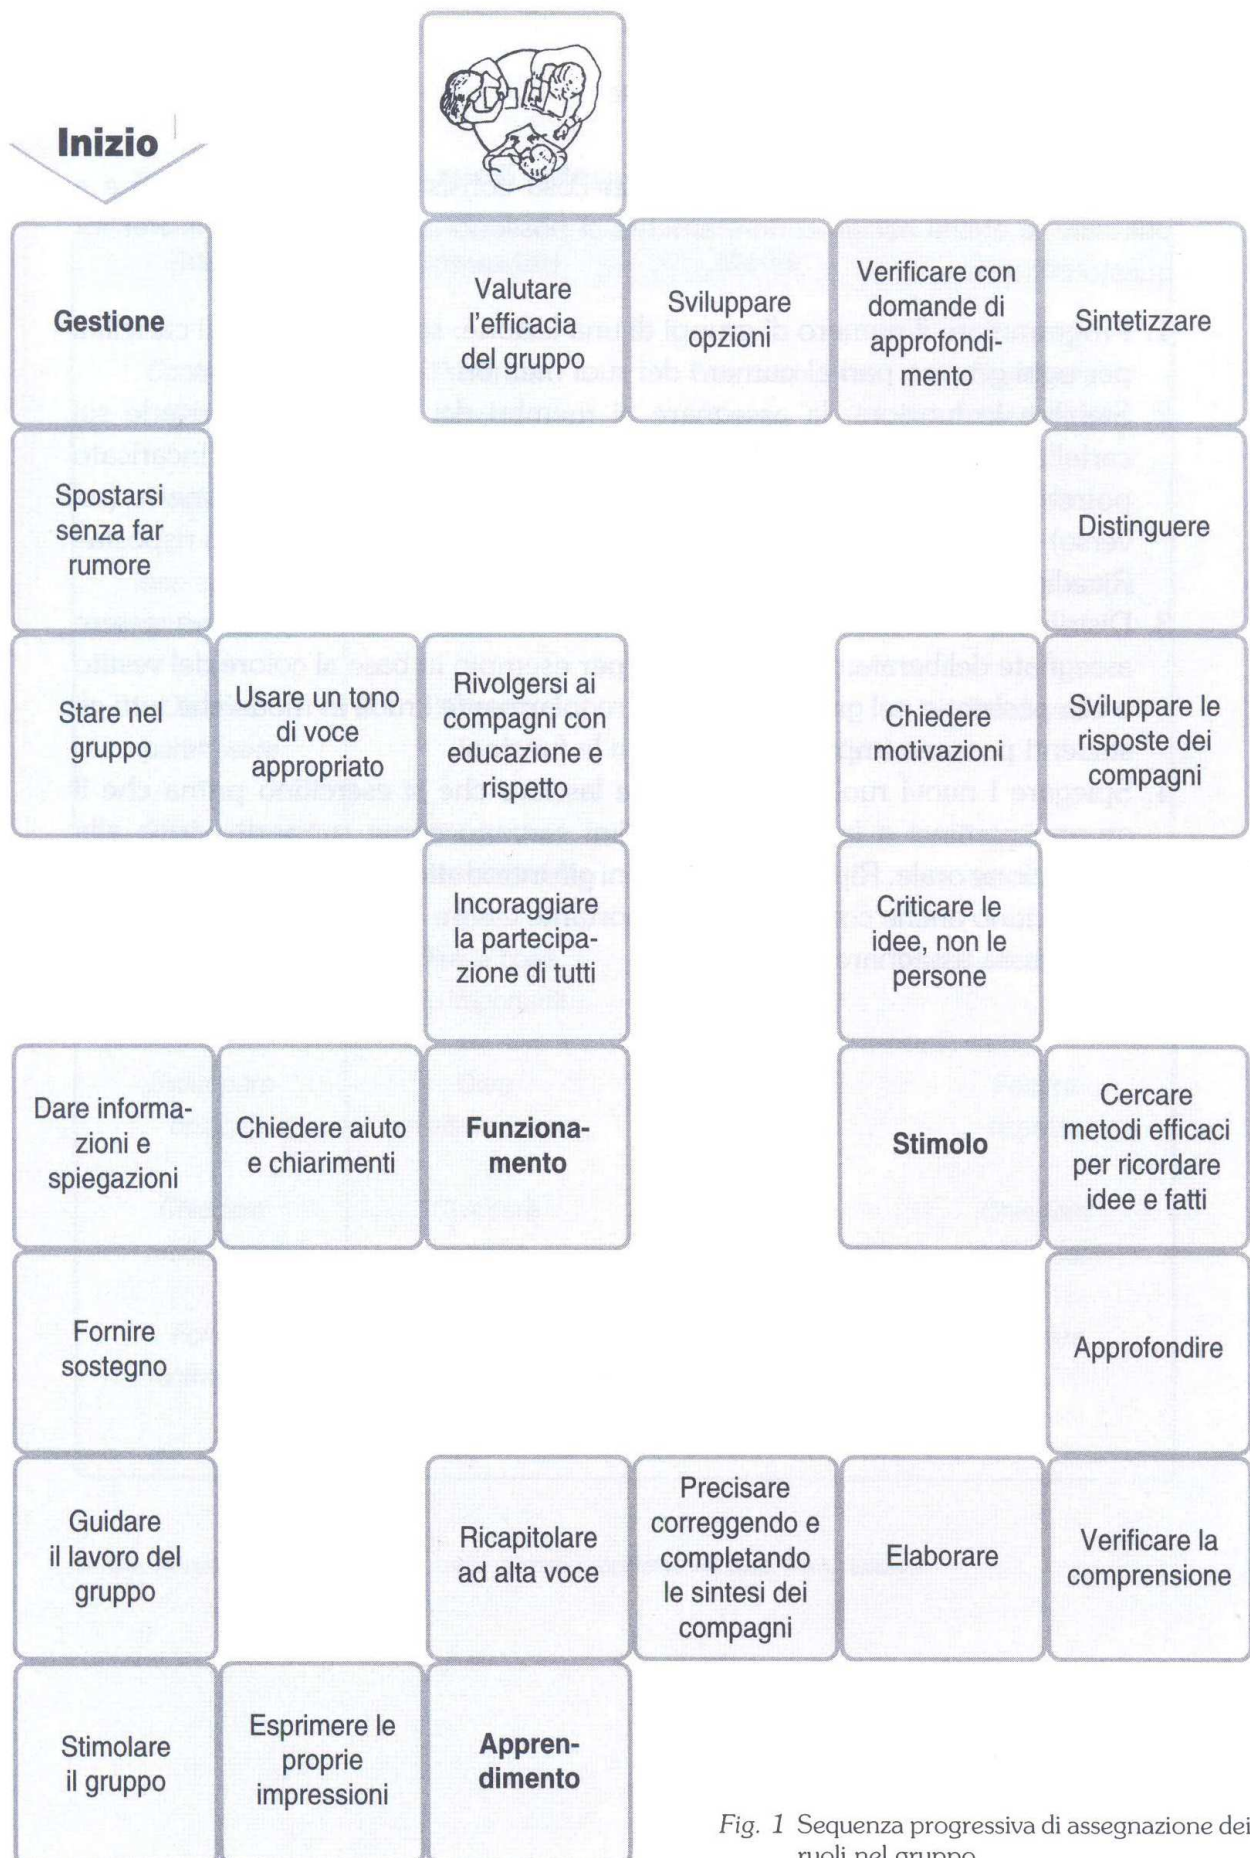 Inizio
Gestione
Valutare
l'efficacia
del gruppo
Sviluppare
opzioni
Verificare con
domande di
approfondi-
mento
Sintetizzare
Spostarsi
senza far
rumore
Distinguere
Stare nel
gruppo
Usare un tono
di voce
appropriato
Rivolgersi ai
compagni con
educazione e
rispetto
Chiedere
motivazioni
Sviluppare le
risposte dei
compagni
Incoraggiare
la partecipa-
zione di tutti
Criticare le
idee, non le
persone
Dare informa-
zioni e
spiegazioni
Chiedere aiuto
e chiarimenti
Funziona-
mento
Stimolo
Cercare
metodi efficaci
per ricordare
idee e fatti
Fornire
sostegno
Approfondire
Guidare
il lavoro del
gruppo
Ricapitolare
ad alta voce
Precisare
correggendo e
completando
le sintesi dei
compagni
Elaborare
Verificare la
comprensione
Stimolare
il gruppo
Esprimere le
proprie
impressioni
Appren-
dimento
Fig. 1 Sequenza progressiva di assegnazione dei
ruoli nel gruppo